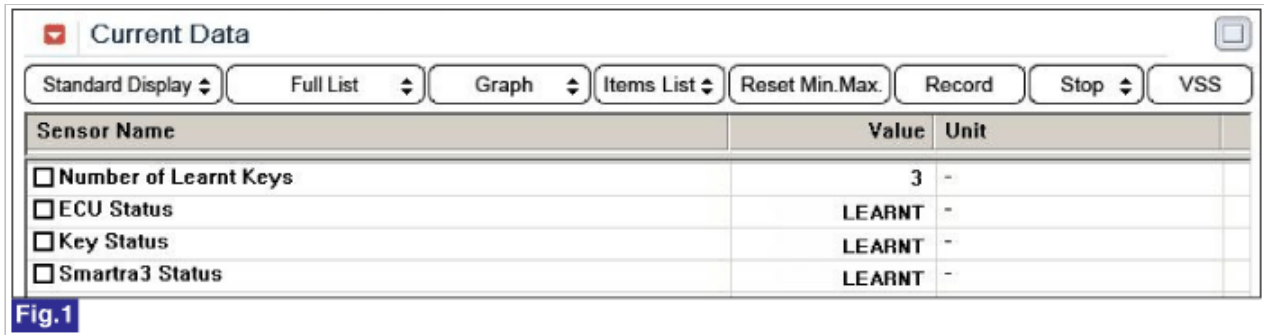 Current Data
Standard Display Full List Graph Items List Reset Min.Max. Record Stop VSS
Sensor Name Value Unit
Number of Learnt Keys 3 -
ECU Status LEARNT -
Key Status LEARNT -
Smartra3 Status LEARNT -
Fig.1